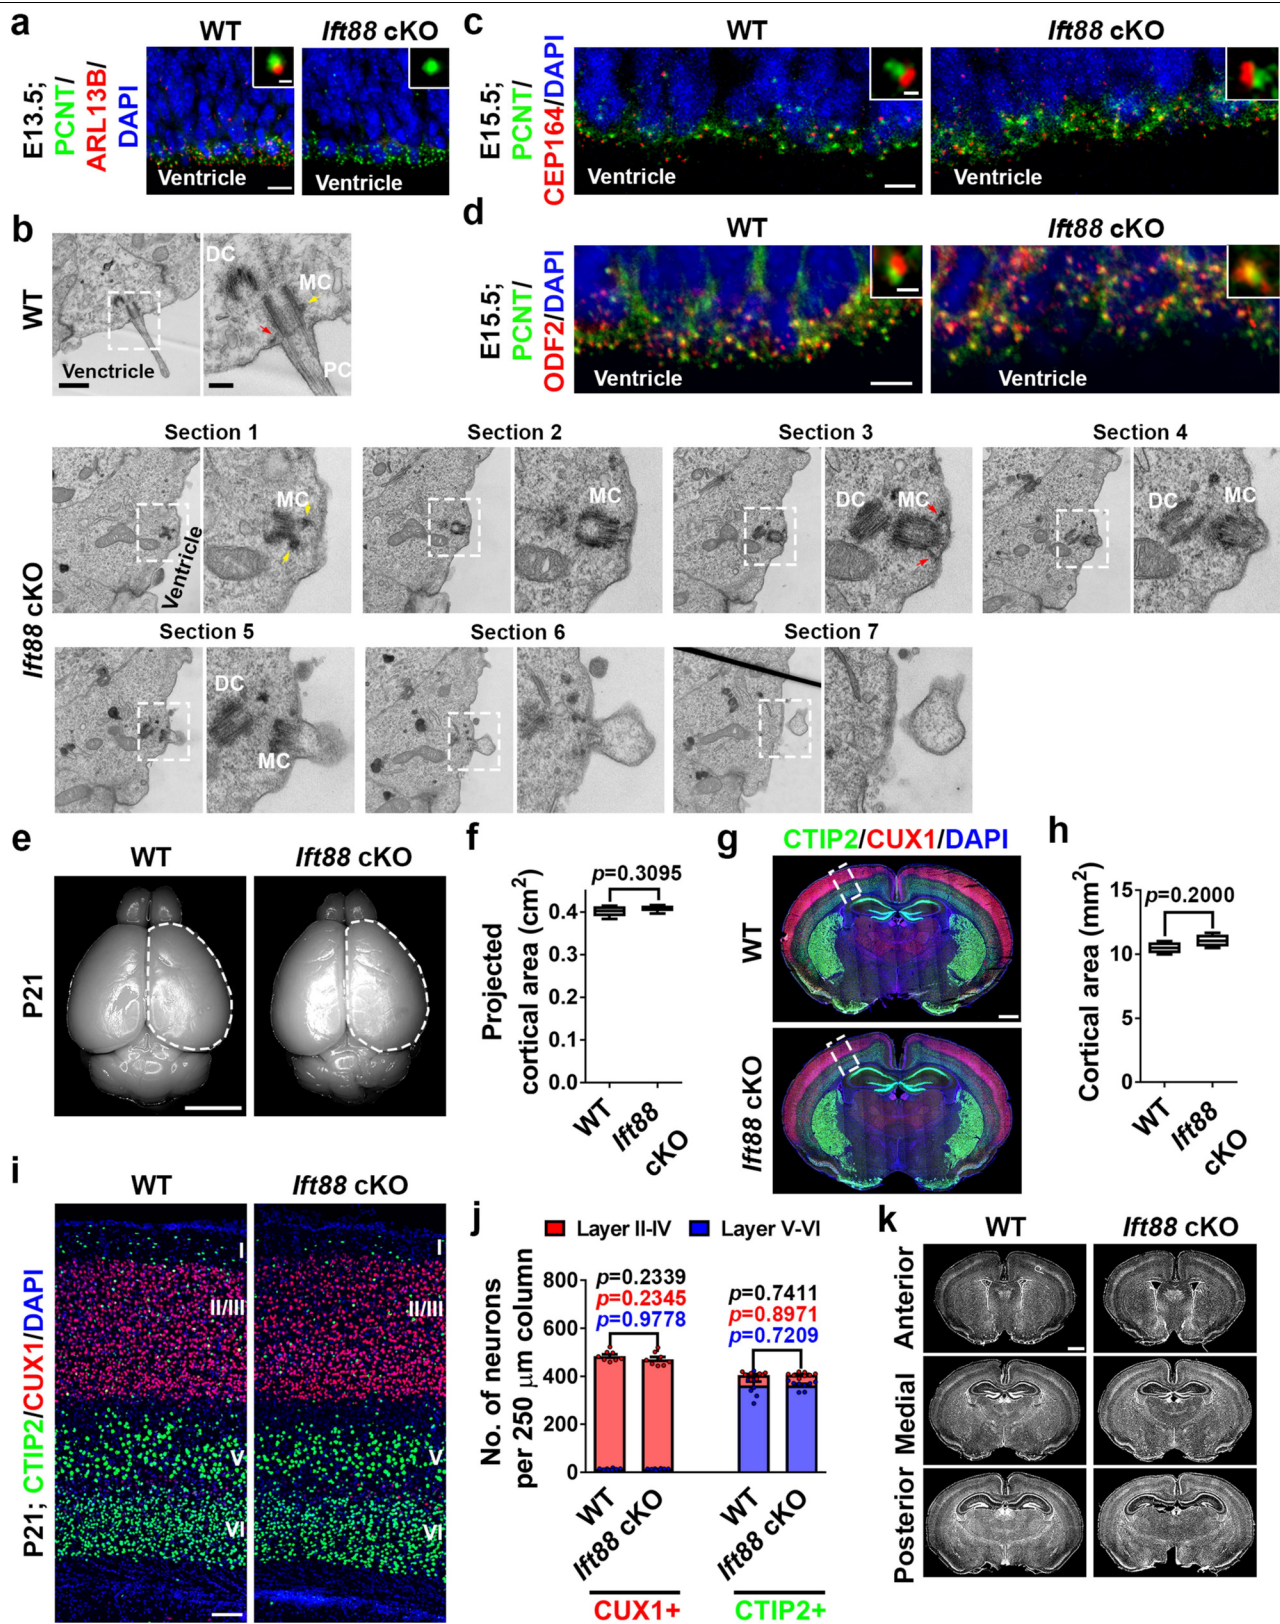 a
WT
Ift88 cKO
E13.5;
PCNT/
ARL13B/
DAPI
Ventricle
Ventricle
c
WT
Ift88 cKO
E15.5;
PCNT/
CEP164/DAPI
Ventricle
Ventricle
b
WT
Venctricle
DC
MC
PC
d
WT
Ift88 cKO
E15.5;
PCNT/
ODF2/DAPI
Ventricle
Ventricle
Ift88 cKO
Section 1
Section 2
Section 3
Section 4
Ventricle
MC
MC
DC
MC
DC
MC
Section 5
Section 6
Section 7
DC
MC
e
WT
Ift88 cKO
P21
f
Projected
cortical area (cm2)
p=0.3095
0.4
0.3
0.2
0.1
0.0
WT
Ift88
cKO
g
CTIP2/CUX1/DAPI
WT
Ift88 cKO
h
Cortical area (mm2)
15
p=0.2000
10
5
0
WT
Ift88
cKO
i
WT
Ift88 cKO
P21; CTIP2/CUX1/DAPI
I
I
II/III
II/III
V
V
VI
VI
j
Layer II-IV
Layer V-VI
No. of neurons
per 250 μm column
800
600
400
200
0
p=0.2339
p=0.2345
p=0.9778
p=0.7411
p=0.8971
p=0.7209
WT
Ift88 cKO
WT
Ift88 cKO
CUX1+
CTIP2+
k
WT
Ift88 cKO
Anterior
Medial
Posterior